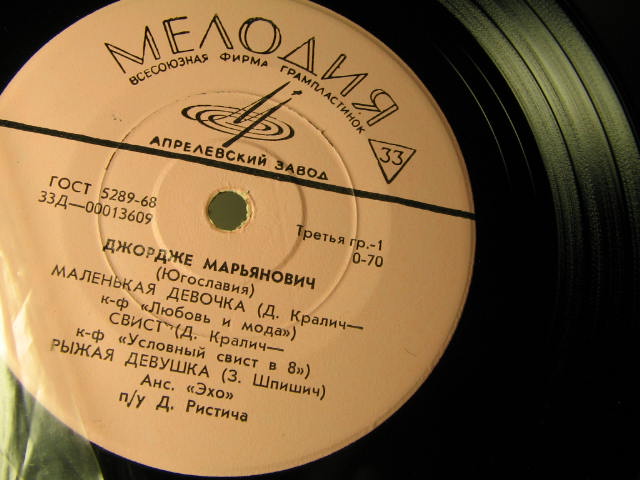 МЕЛОДИЯ
ВСЕСОЮЗНАЯ ФИРМА ГРАМПЛАСТИНОК
33
АПРЕЛЕВСКИЙ ЗАВОД
ГОСТ 5289-68
33Д—00013609
Третья гр.-1
0-70
ДЖОРДЖЕ МАРЬЯНОВИЧ
(Югославия)
МАЛЕНЬКАЯ ДЕВОЧКА (Д. Кралич—
к-ф «Любовь и мода»)
СВИСТ (Д. Кралич—
к-ф «Условный свист в 8»)
РЫЖАЯ ДЕВУШКА (З. Шпишич)
Анс. «Эхо»
п/у Д. Ристича